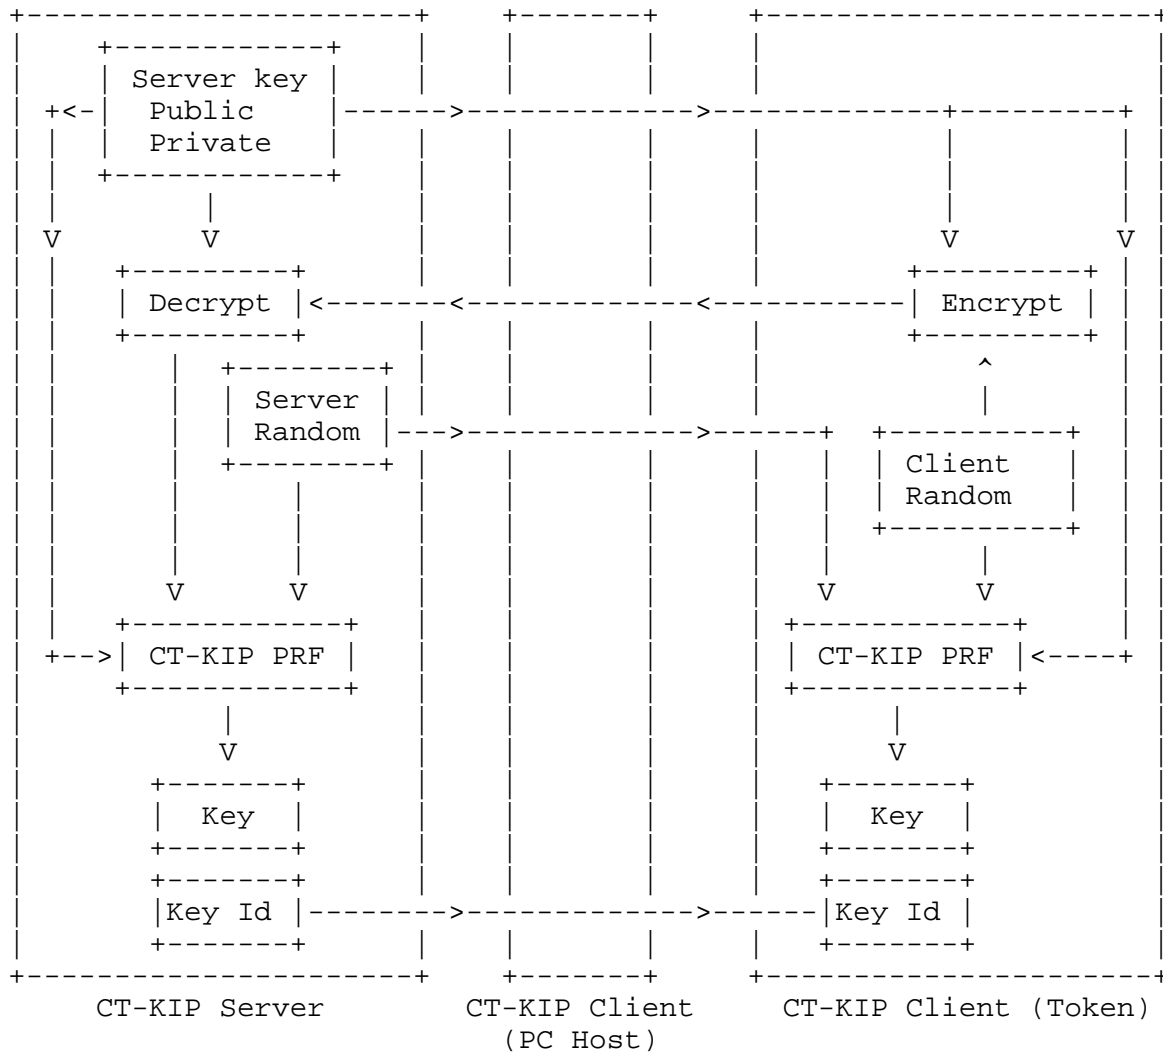 Server key
Public
Private
Decrypt
Encrypt
Server
Random
Client
Random
CT-KIP PRF
CT-KIP PRF
Key
Key
Key Id
Key Id
CT-KIP Server
CT-KIP Client
(PC Host)
CT-KIP Client (Token)